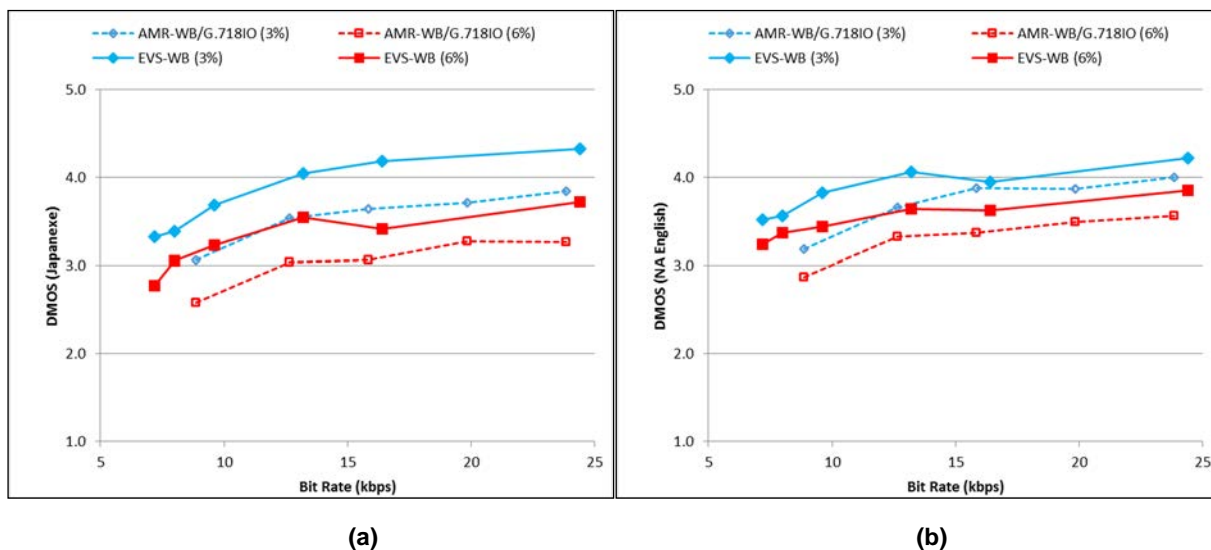 AMR-WB/G.718IO (3%) AMR-WB/G.718IO (6%)
EVS-WB (3%) EVS-WB (6%)
5.0
4.0
3.0
2.0
1.0
DMOS (Japanexe)
5 10 15 20 25
Bit Rate (kbps)
(a)
AMR-WB/G.718IO (3%) AMR-WB/G.718IO (6%)
EVS-WB (3%) EVS-WB (6%)
5.0
4.0
3.0
2.0
1.0
DMOS (NA English)
5 10 15 20 25
Bit Rate (kbps)
(b)